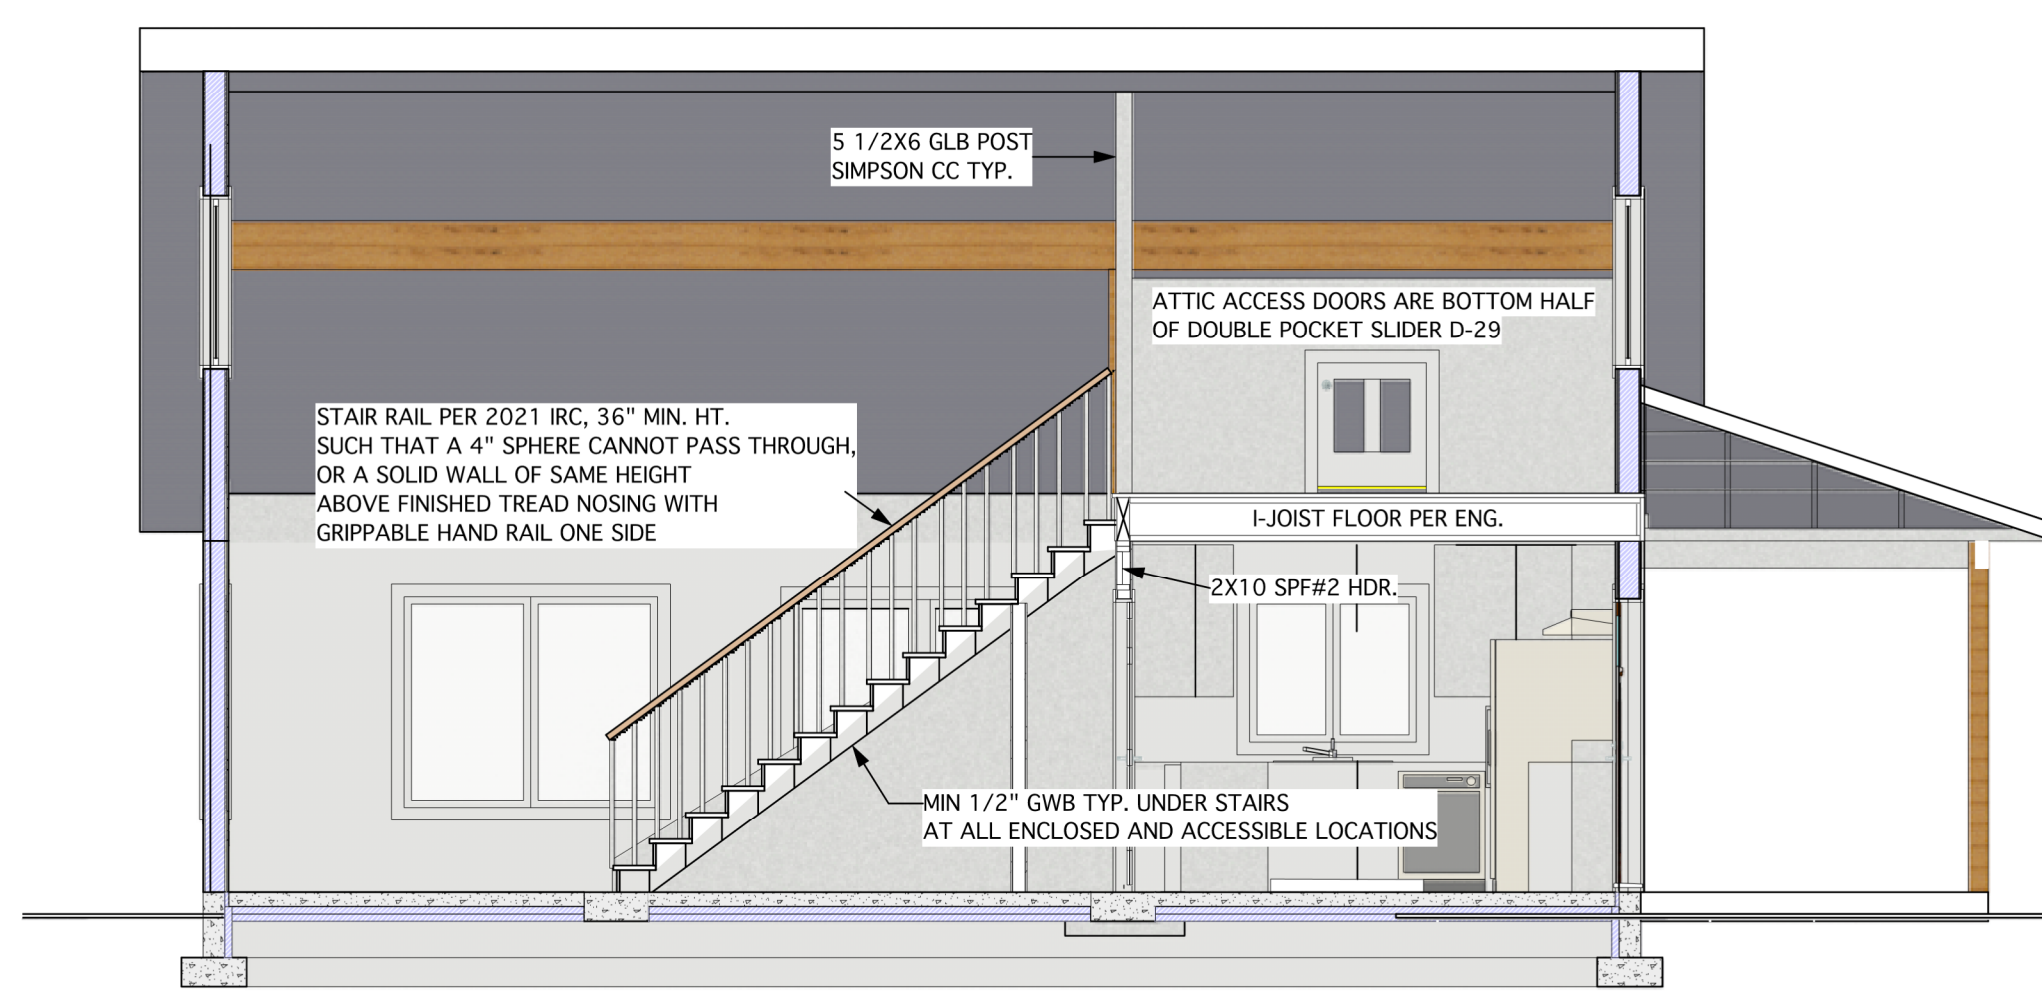 5 1/2X6 GLB POST
SIMPSON CC TYP.
ATTIC ACCESS DOORS ARE BOTTOM HALF
OF DOUBLE POCKET SLIDER D-29
STAIR RAIL PER 2021 IRC, 36" MIN. HT.
SUCH THAT A 4" SPHERE CANNOT PASS THROUGH,
OR A SOLID WALL OF SAME HEIGHT
ABOVE FINISHED TREAD NOSING WITH
GRIPPABLE HAND RAIL ONE SIDE
I-JOIST FLOOR PER ENG.
2X10 SPF#2 HDR.
MIN 1/2" GWB TYP. UNDER STAIRS
AT ALL ENCLOSED AND ACCESSIBLE LOCATIONS